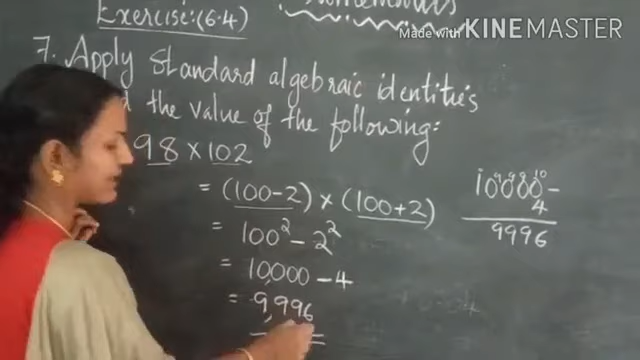 Exercise:(6.4)
Made with KINEMASTER
7. Apply Standard algebraic identities
the value of the following:
98 × 102
= (100-2) × (100+2)
= 100² - 2²
= 10,000 - 4
= 9,996
10000 -
4
9996